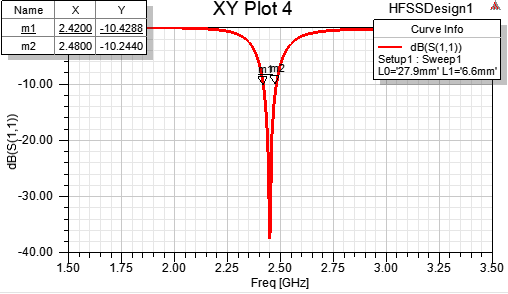 XY Plot 4
HFSSDesign1
Name X Y
m1 2.4200 -10.4288
m2 2.4800 -10.2440
Curve Info
dB(S(1,1))
Setup1 : Sweep1
L0='27.9mm' L1='6.6mm'
m1 m2
-10.00
-20.00
-30.00
-40.00
dB(S(1,1))
1.50 1.75 2.00 2.25 2.50 2.75 3.00 3.25 3.50
Freq [GHz]